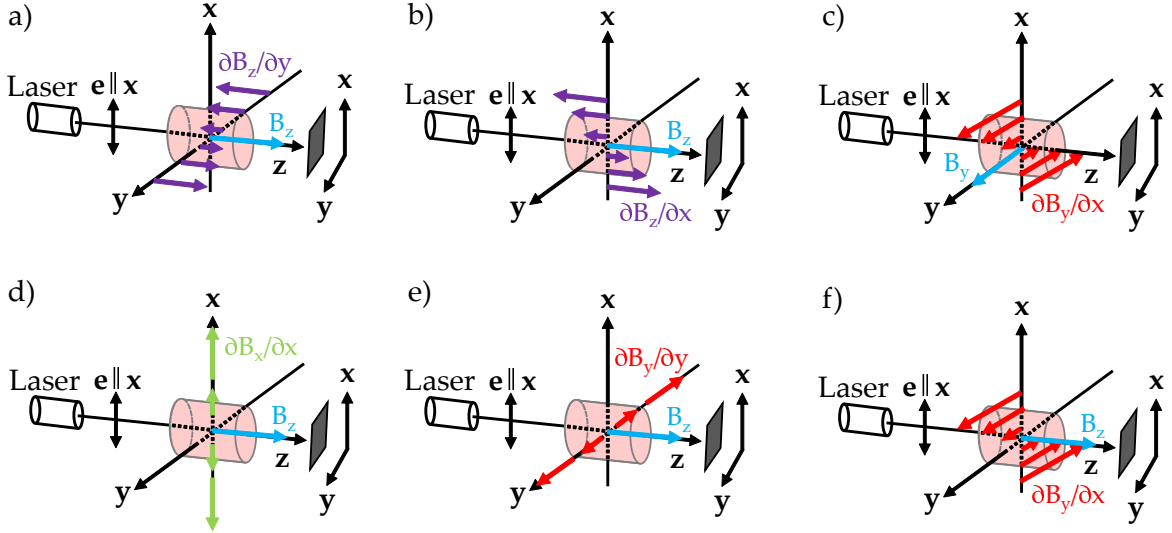 a)
x
∂Bz/∂y
Laser e ∥ x
Bz
z
y
x
y
b)
x
Laser e ∥ x
Bz
z
y
∂Bz/∂x
x
y
c)
x
Laser e ∥ x
By
z
y
∂By/∂x
x
y
d)
x
∂Bx/∂x
Laser e ∥ x
Bz
z
y
x
y
e)
x
∂By/∂y
Laser e ∥ x
Bz
z
y
x
y
f)
x
Laser e ∥ x
Bz
z
y
∂By/∂x
x
y